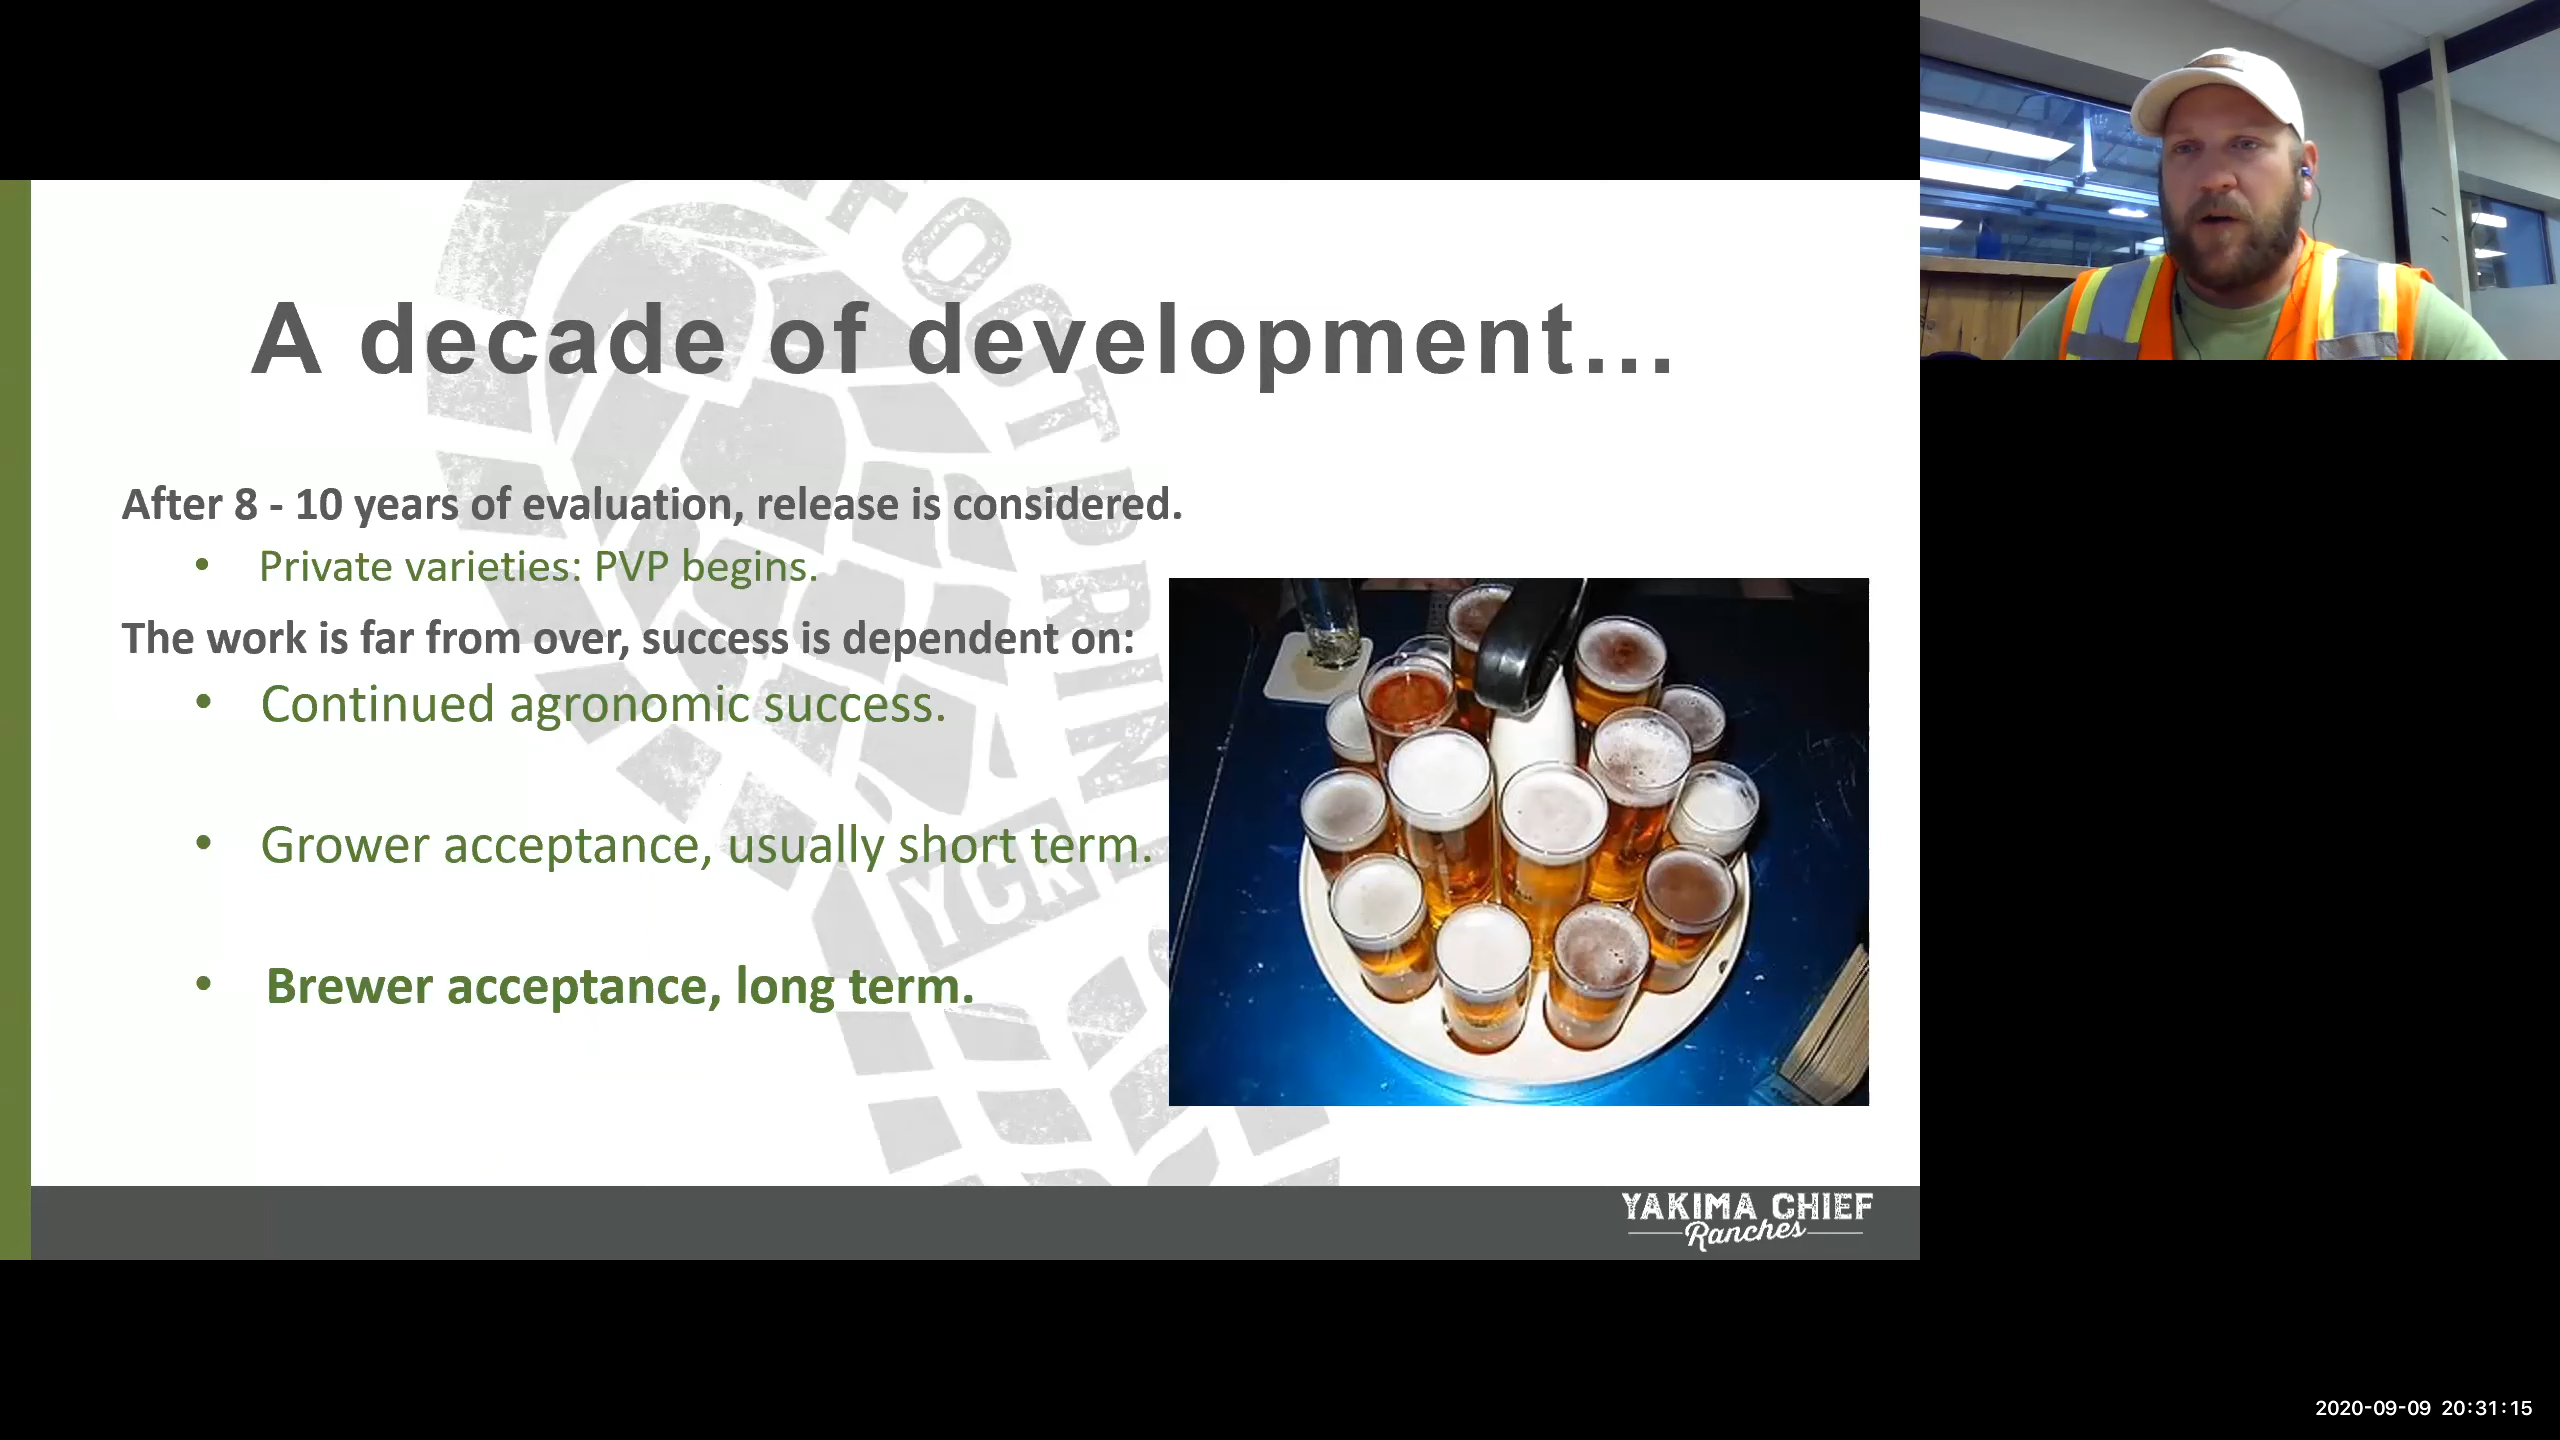 A decade of development...
After 8 - 10 years of evaluation, release is considered.
• Private varieties: PVP begins.
The work is far from over, success is dependent on:
• Continued agronomic success.
• Grower acceptance, usually short term.
• Brewer acceptance, long term.
FOOTPRINT
YCR
YAKIMA CHIEF
Ranches
2020-09-09 20:31:15